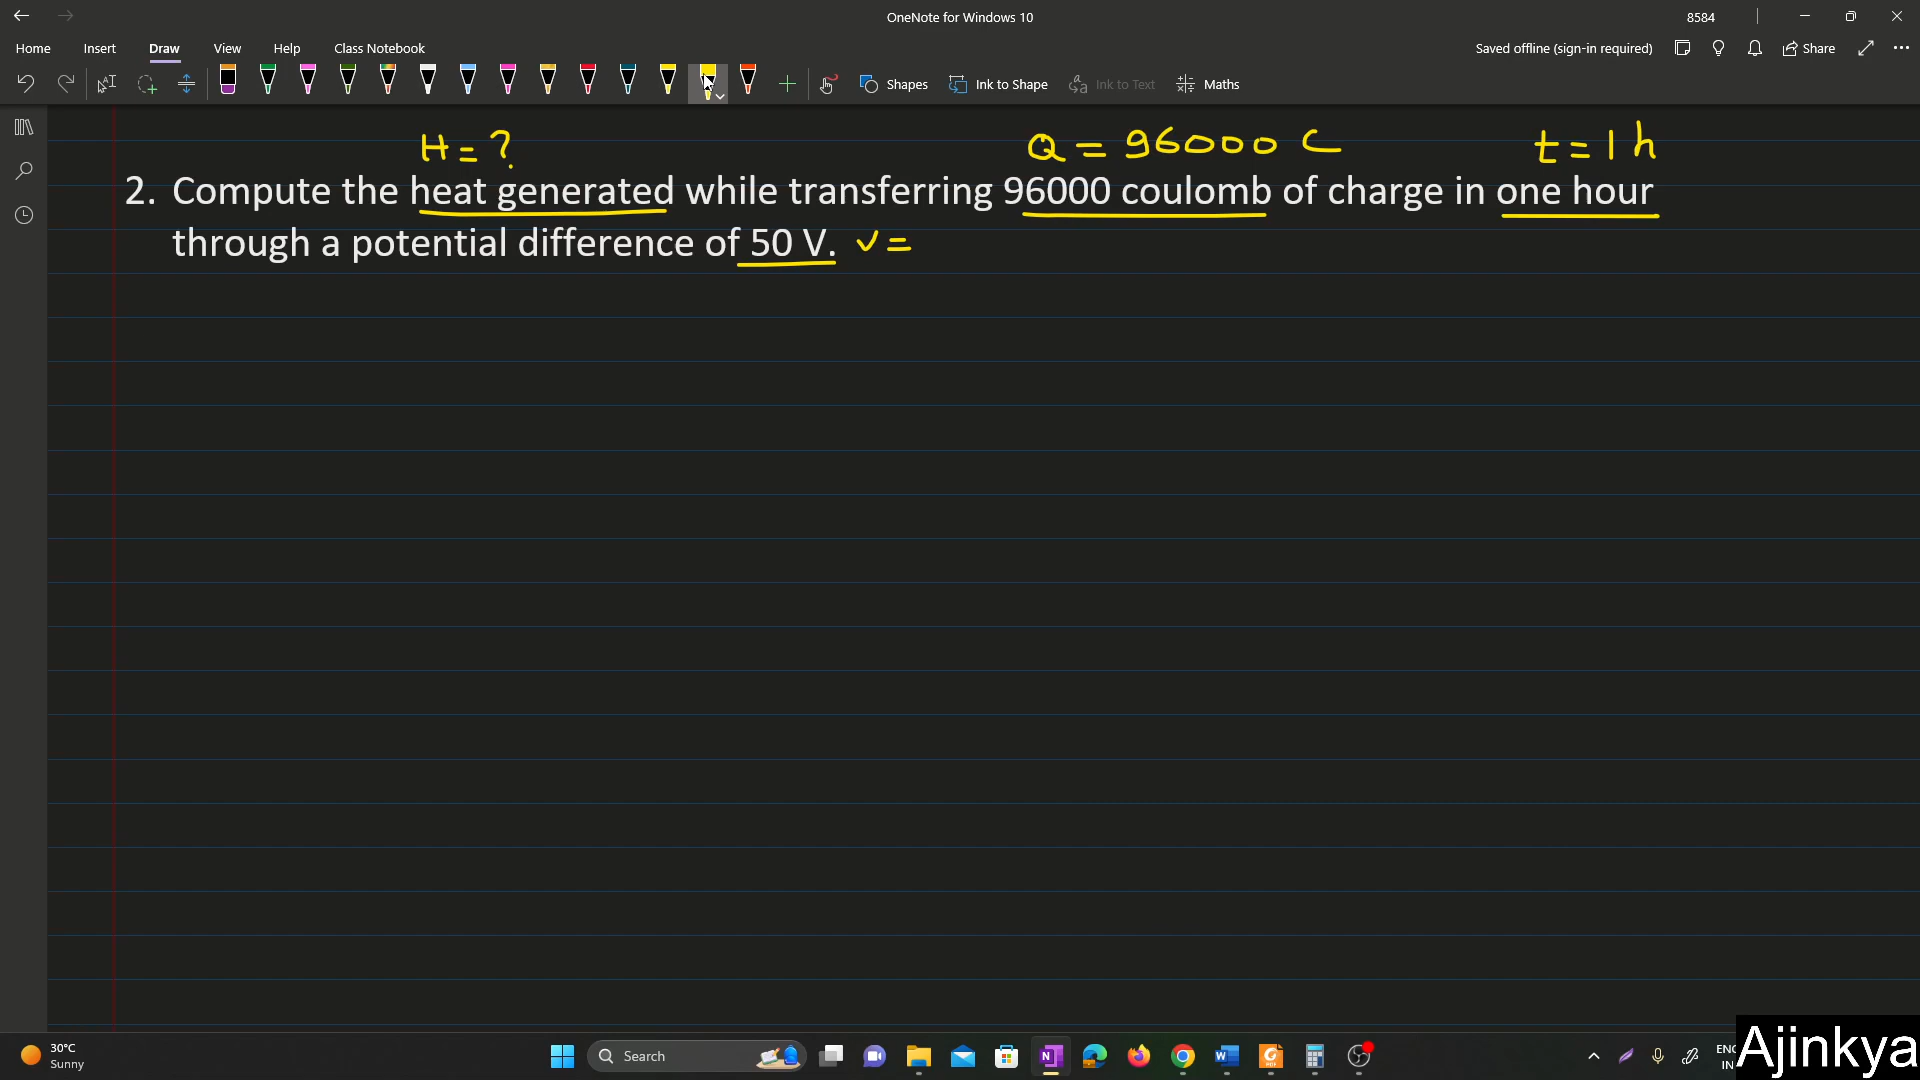 OneNote for Windows 10
8584
Home Insert Draw View Help Class Notebook
Saved offline (sign-in required) Share
Shapes Ink to Shape Ink to Text Maths
H = ? Q = 96000 C t = 1 h
2. Compute the heat generated while transferring 96000 coulomb of charge in one hour
through a potential difference of 50 V. V =
30°C
Sunny
Search
Ajinkya